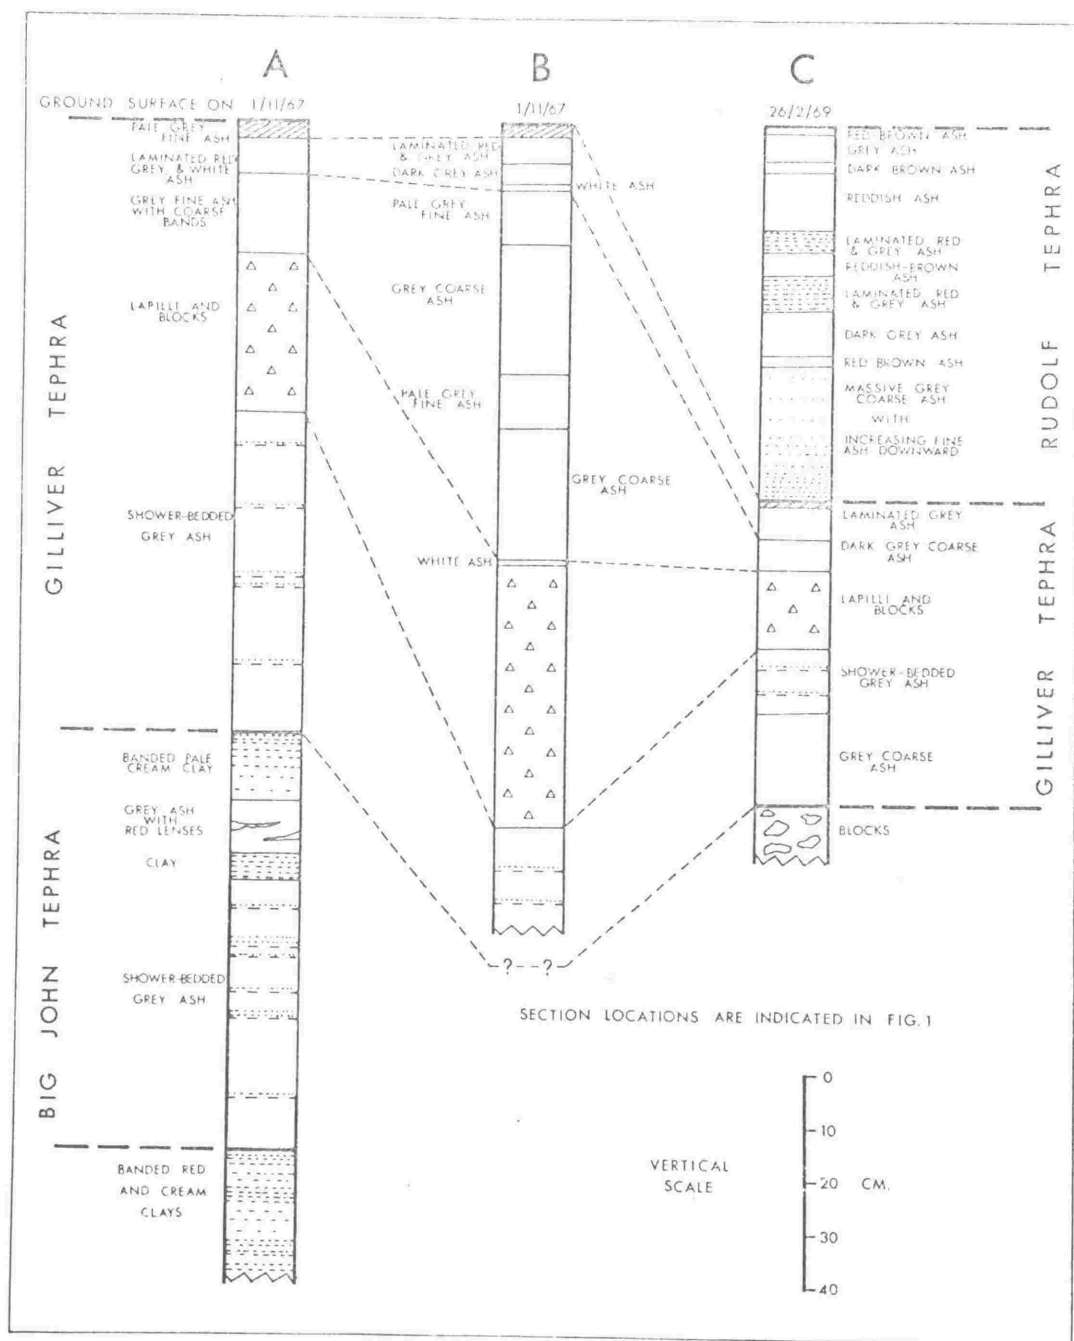 A
B
C
GROUND SURFACE ON 1/11/67
1/11/67
26/2/69
PALE GREY
FINE ASH
LAMINATED RED
GREY & WHITE
ASH
GREY FINE ASH
WITH COARSE
BANDS
LAPILLI AND
BLOCKS
SHOWER-BEDDED
GREY ASH
BANDED PALE
CREAM CLAY
GREY ASH
WITH
RED LENSES
CLAY
SHOWER-BEDDED
GREY ASH
BANDED RED
AND CREAM
CLAYS
GILLIVER TEPHRA
BIG JOHN TEPHRA
LAMINATED RED
& GREY ASH
DARK GREY ASH
WHITE ASH
PALE GREY
FINE ASH
GREY COARSE
ASH
PALE GREY
FINE ASH
GREY COARSE
ASH
WHITE ASH
-?--?-
RED-BROWN ASH
GREY ASH
DARK BROWN ASH
REDDISH ASH
LAMINATED RED
& GREY ASH
REDDISH-BROWN
ASH
LAMINATED RED
& GREY ASH
DARK GREY ASH
RED BROWN ASH
MASSIVE GREY
COARSE ASH
WITH
INCREASING FINE
ASH DOWNWARD
LAMINATED GREY
ASH
DARK GREY COARSE
ASH
LAPILLI AND
BLOCKS
SHOWER-BEDDED
GREY ASH
GREY COARSE
ASH
BLOCKS
RUDOLF TEPHRA
GILLIVER TEPHRA
SECTION LOCATIONS ARE INDICATED IN FIG.1
VERTICAL
SCALE
0
10
20 CM.
30
40